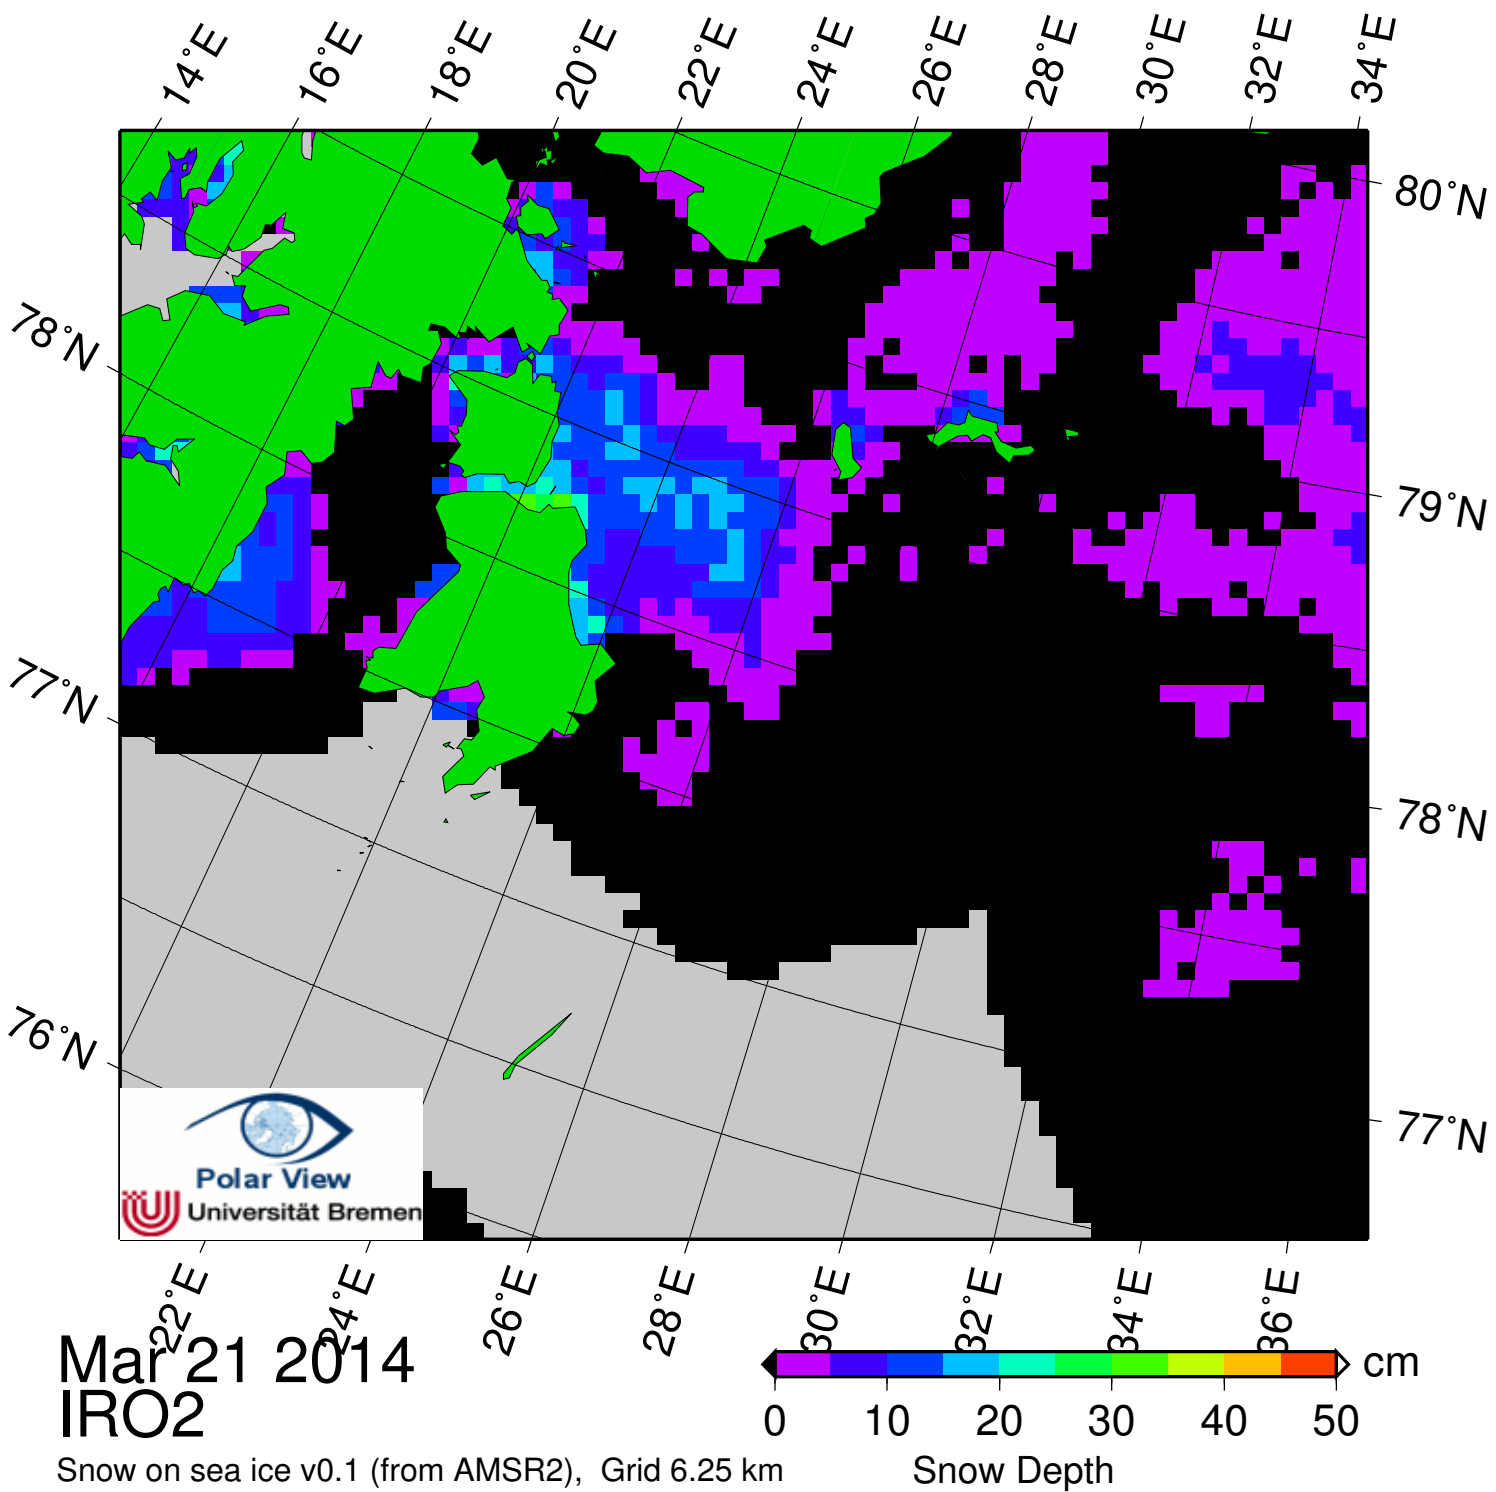 14°E 16°E 18°E 20°E 22°E 24°E 26°E 28°E 30°E 32°E 34°E
80°N
78°N
79°N
77°N
78°N
76°N
77°N
Polar View
Universität Bremen
22°E 24°E 26°E 28°E 30°E 32°E 34°E 36°E
Mar 21 2014
cm
IRO2
0 10 20 30 40 50
Snow on sea ice v0.1 (from AMSR2), Grid 6.25 km
Snow Depth